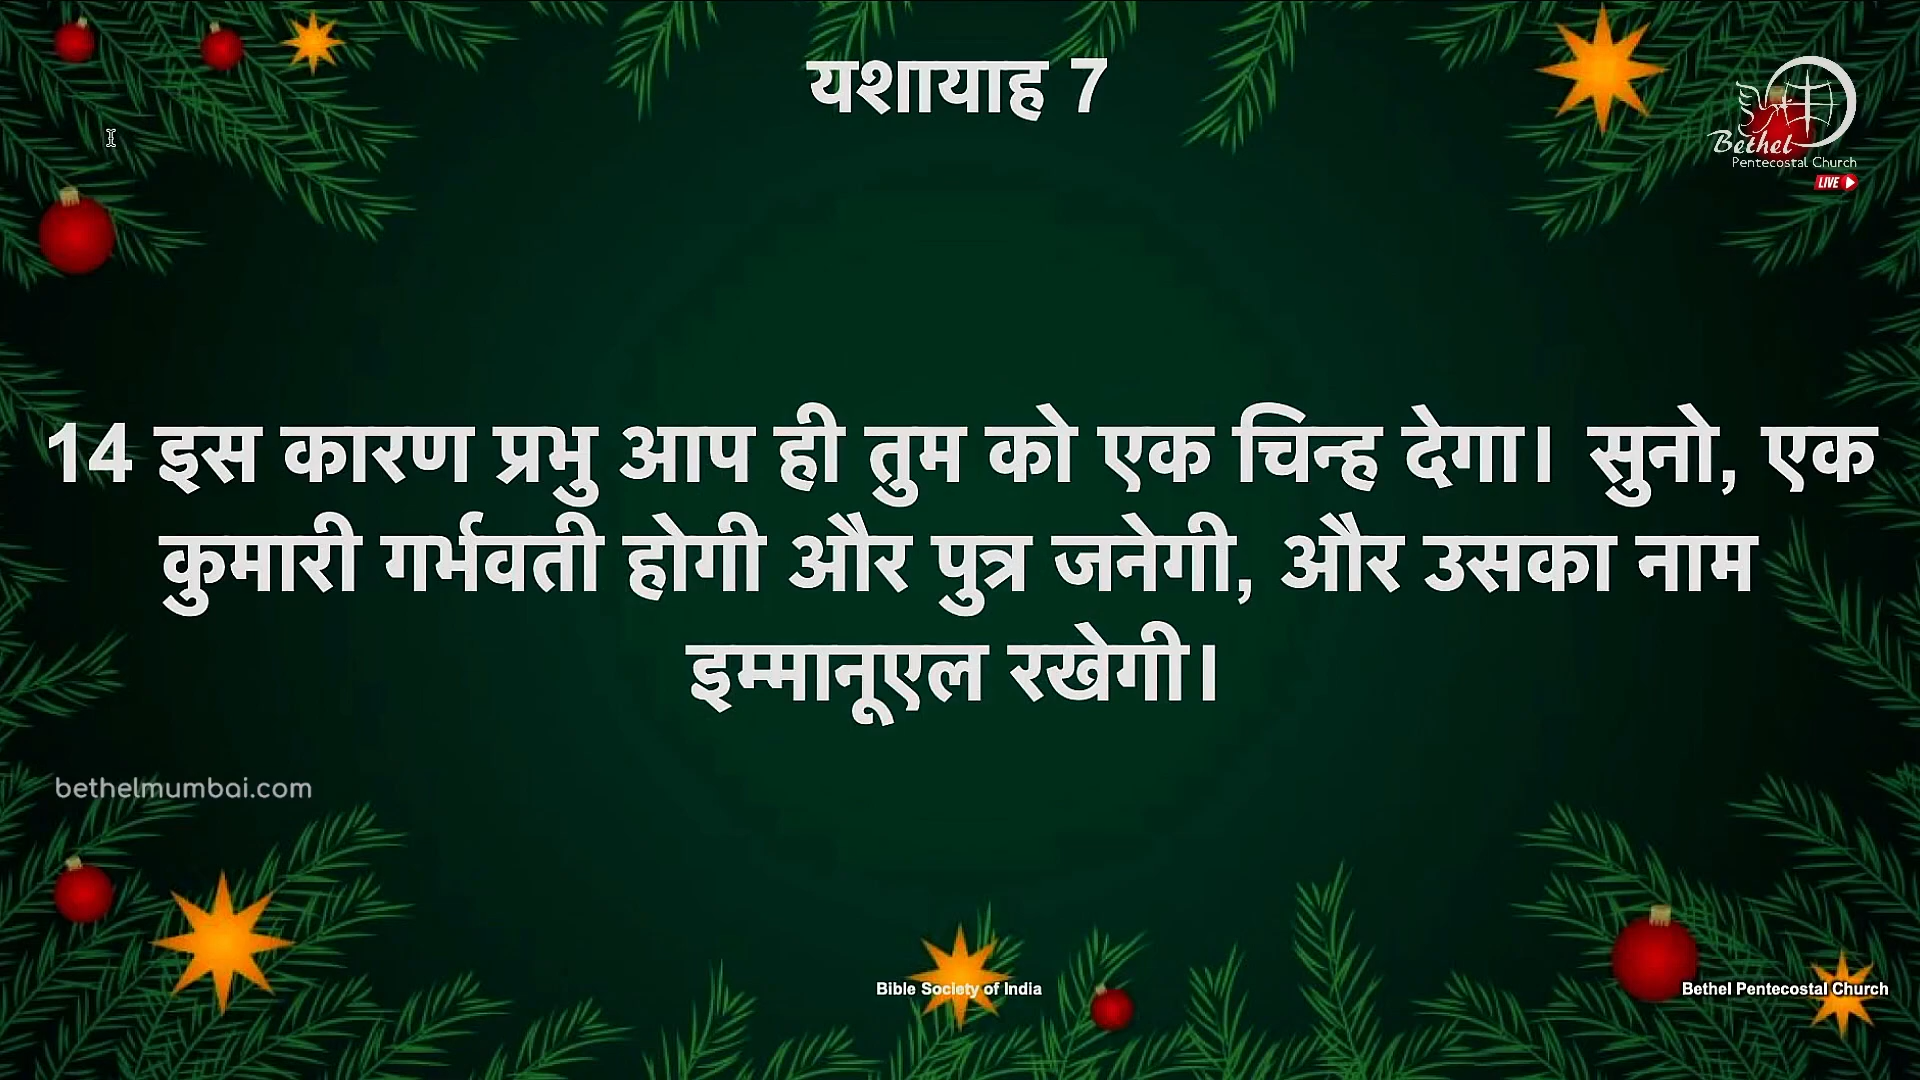 यशायाह 7
Bethel
Pentecostal Church
LIVE
14 इस कारण प्रभु आप ही तुम को एक चिन्ह देगा। सुनो, एक
कुमारी गर्भवती होगी और पुत्र जनेगी, और उसका नाम
इम्मानूएल रखेगी।
bethelmumbai.com
Bible Society of India
Bethel Pentecostal Church